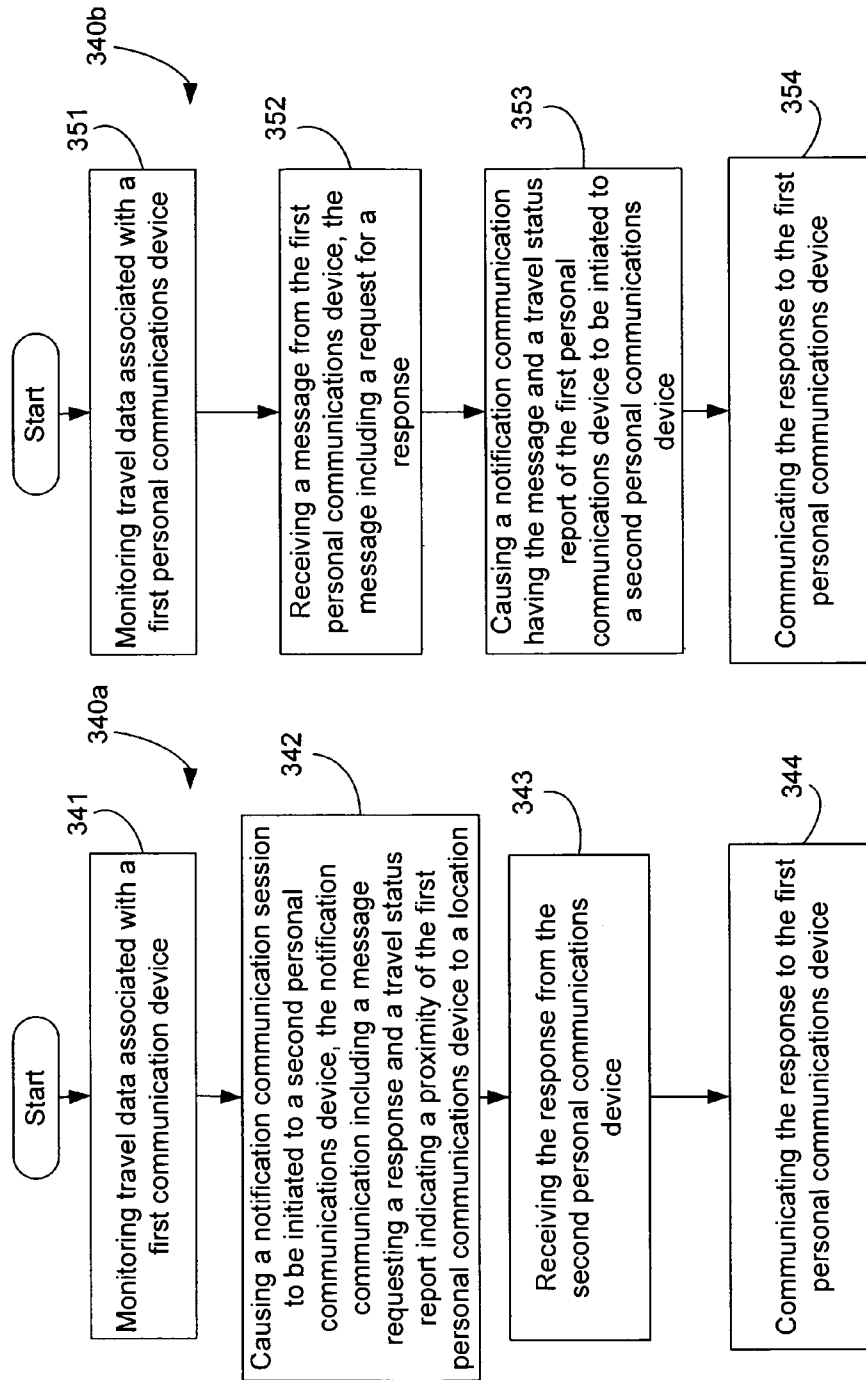 Start
340a
341
Monitoring travel data associated with a
first communication device
342
Causing a notification communication session
to be initiated to a second personal
communications device, the notification
communication including a message
requesting a response and a travel status
report indicating a proximity of the first
personal communications device to a location
343
Receiving the response from the
second personal communications
device
344
Communicating the response to the first
personal communications device
Start
340b
351
Monitoring travel data associated with a
first personal communications device
352
Receiving a message from the first
personal communications device, the
message including a request for a
response
353
Causing a notification communication
having the message and a travel status
report of the first personal
communications device to be intiated to
a second personal communications
device
354
Communicating the response to the first
personal communications device